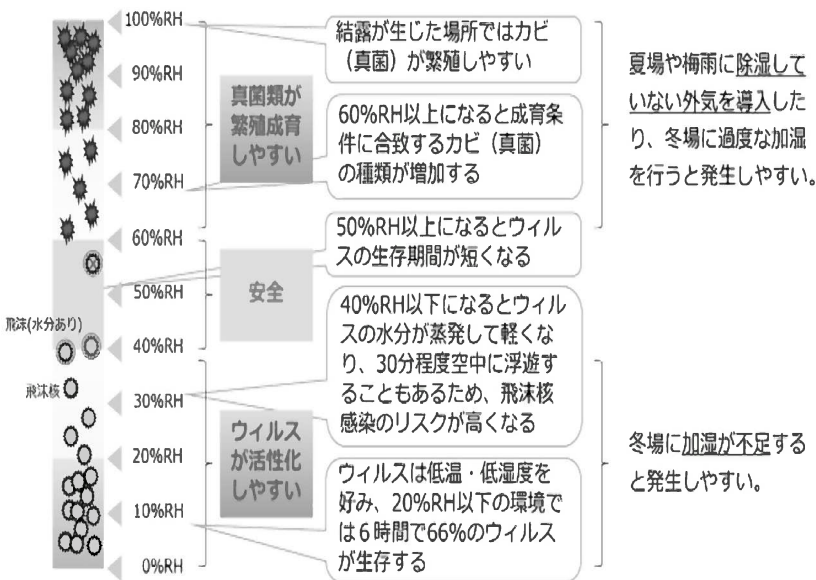 100%RH
90%RH
80%RH
70%RH
60%RH
50%RH
40%RH
30%RH
20%RH
10%RH
0%RH
飛沫(水分あり)
飛沫核
真菌類が
繁殖成育
しやすい
安全
ウィルス
が活性化
しやすい
結露が生じた場所ではカビ
（真菌）が繁殖しやすい
60%RH以上になると成育条
件に合致するカビ（真菌）
の種類が増加する
50%RH以上になるとウィル
スの生存期間が短くなる
40%RH以下になるとウィル
スの水分が蒸発して軽くな
り、30分程度空中に浮遊す
ることもあるため、飛沫核
感染のリスクが高くなる
ウィルスは低温・低湿度を
好み、20%RH以下の環境で
は６時間で66%のウィルス
が生存する
夏場や梅雨に除湿して
いない外気を導入した
り、冬場に過度な加湿
を行うと発生しやすい。
冬場に加湿が不足する
と発生しやすい。